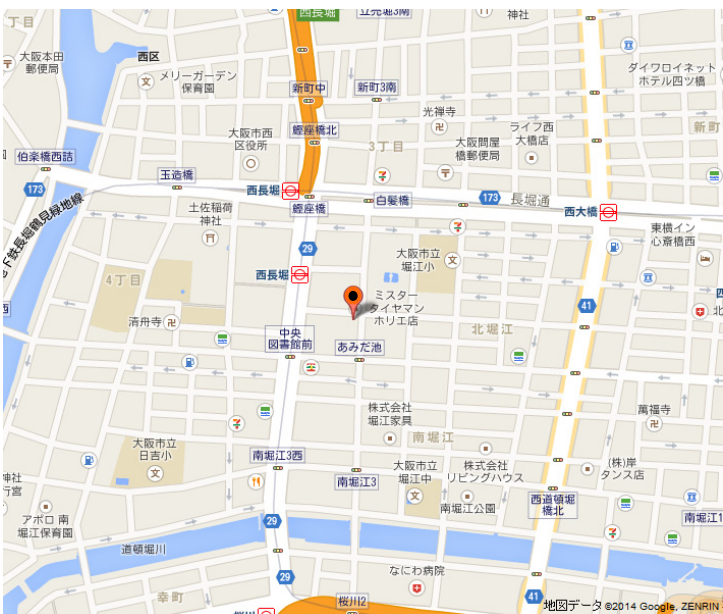 丁目
西長堀
立売堀3南
神社
大阪本田
郵便局
西区
メリーガーデン
保育園
新町中
新町3南
ダイワロイネット
ホテル四ツ橋
光禅寺
鰹座橋北
大阪市西
区役所
3丁目
大阪問屋
橋郵便局
ライフ西
大橋店
新町
伯楽橋西詰
玉造橋
173
西長堀
白髪橋
173
長堀通
鰹座橋
西大橋
地下鉄長堀鶴見緑地線
土佐稲荷
神社
29
東横イン
心斎橋西
大阪市立
堀江小
西長堀
4丁目
ミスター
タイヤマン
ホリエ店
41
清舟寺
北堀江
中央
図書館前
あみだ池
株式会社
堀江家具
萬福寺
南堀江
大阪市立
日吉小
南堀江3西
南堀江3
大阪市立
堀江中
株式会社
リビングハウス
(株)岸
タンス店
神社
行宮
南堀江公園
西道頓堀
橋北
南堀江1
アポロ 南
堀江保育園
29
道頓堀川
なにわ病院
29
幸町
桜川2
41
地図データ ©2014 Google, ZENRIN